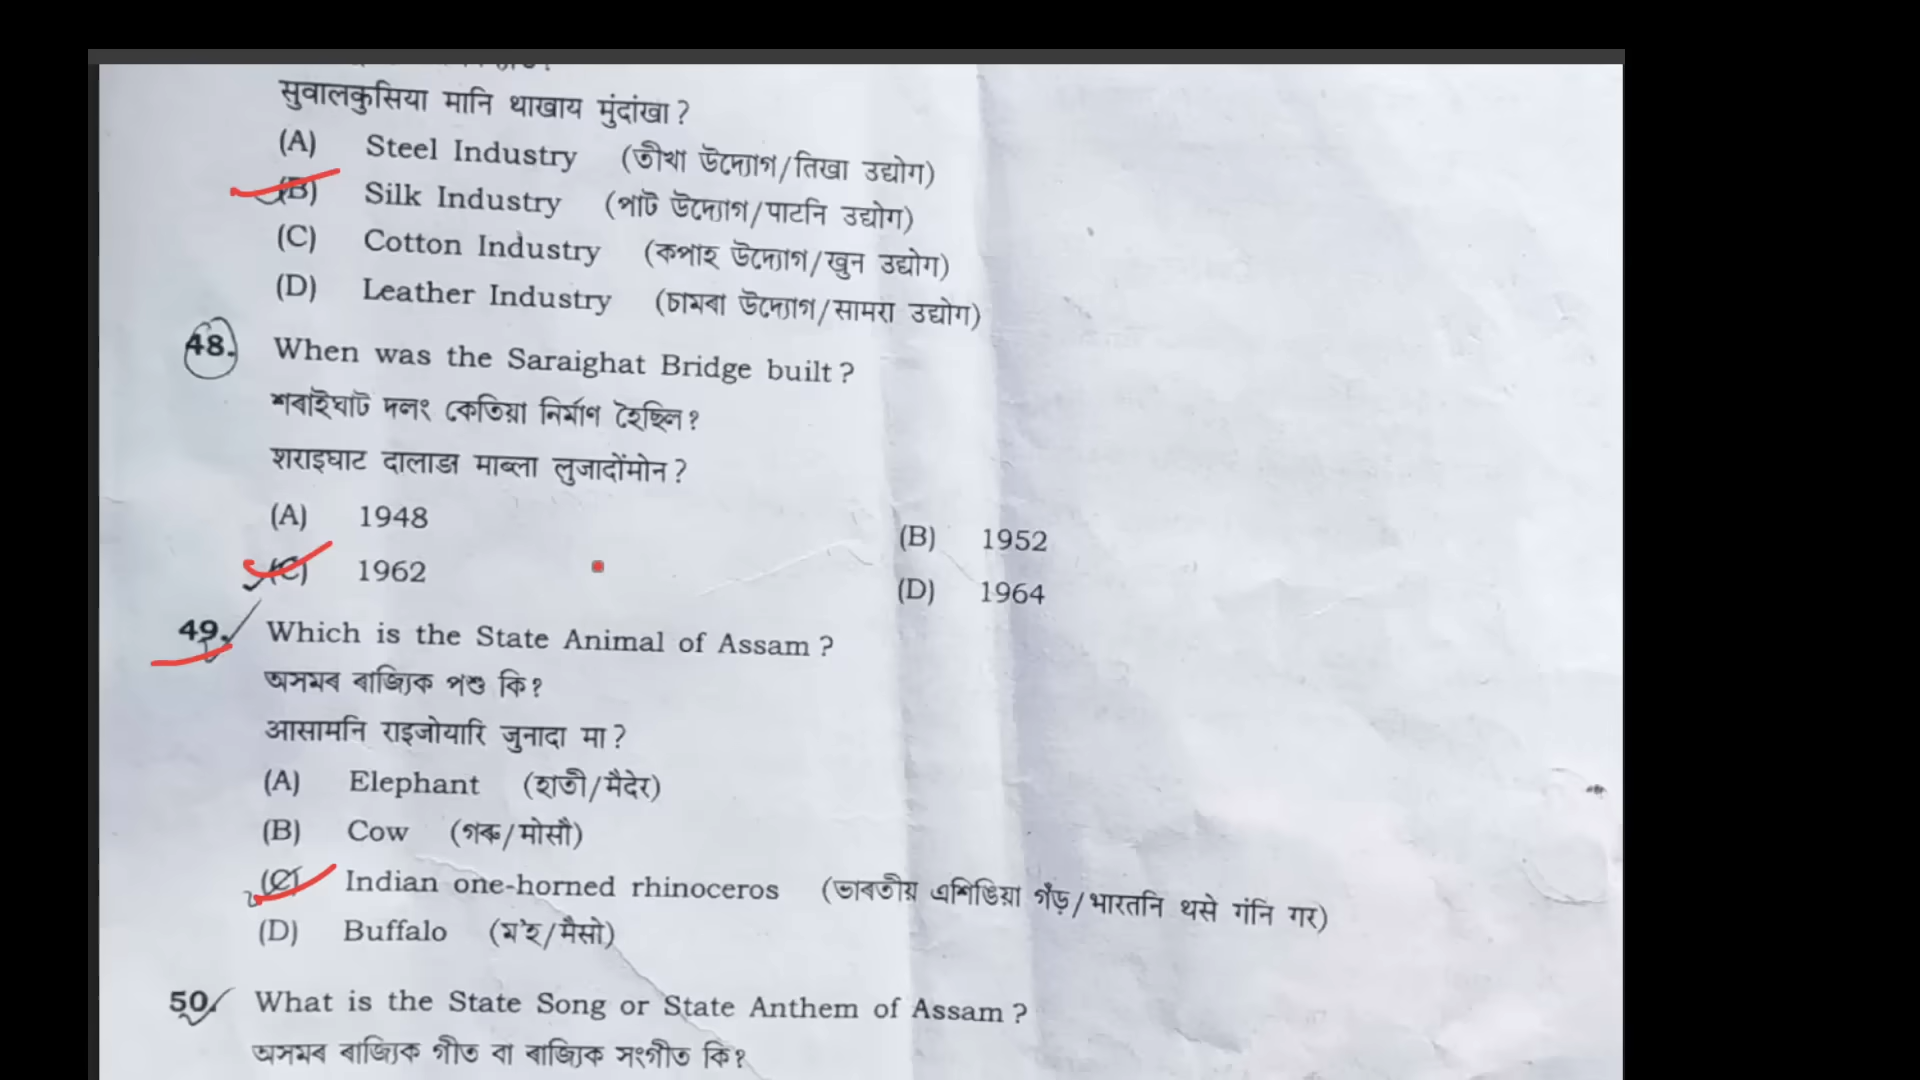 सुवालकुसिया मानि थाखाय मुंदांखा ?
(A) Steel Industry (তীখা উদ্যোগ/तिखा उद्योग)
(B) Silk Industry (পাট উদ্যোগ/पाटनि उद्योग)
(C) Cotton Industry (কপাহ উদ্যোগ/खुन उद्योग)
(D) Leather Industry (চামৰা উদ্যোগ/सामरा उद्योग)
48. When was the Saraighat Bridge built ?
শৰাইঘাট দলং কেতিয়া নিৰ্মাণ হৈছিল ?
शराइघाट दालाङा माब्ला लुजादोंमोन ?
(A) 1948 (B) 1952
(C) 1962 (D) 1964
49. Which is the State Animal of Assam ?
অসমৰ ৰাজ্যিক পশু কি ?
आसामनि राइजोयारि जुनादा मा ?
(A) Elephant (হাতী/मैदेर)
(B) Cow (গৰু/मोसौ)
(C) Indian one-horned rhinoceros (ভাৰতীয় এশিঙিয়া গঁড়/भारतनि थसे गंनि गर)
(D) Buffalo (ম'হ/मैसो)
50. What is the State Song or State Anthem of Assam ?
অসমৰ ৰাজ্যিক গীত বা ৰাজ্যিক সংগীত কি ?